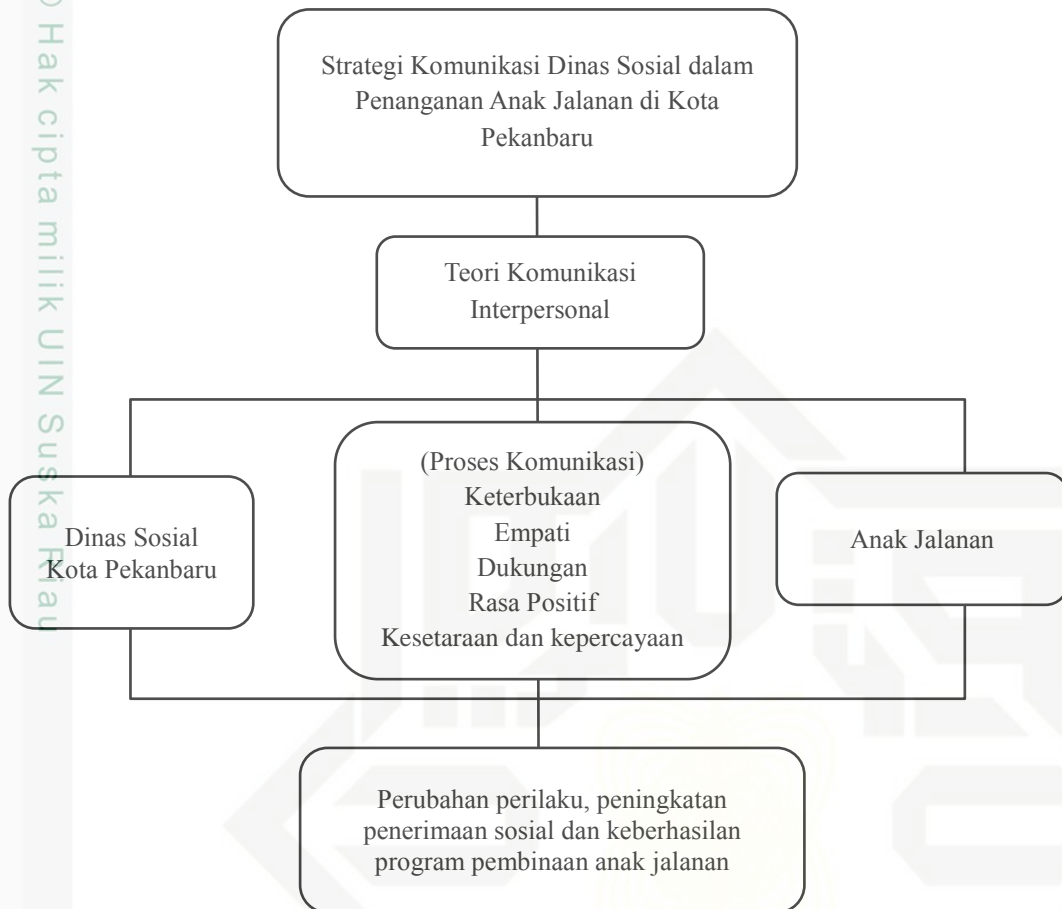 © Hak cipta milik UIN Suska Riau
Strategi Komunikasi Dinas Sosial dalam
Penanganan Anak Jalanan di Kota
Pekanbaru
Teori Komunikasi
Interpersonal
Dinas Sosial
Kota Pekanbaru
(Proses Komunikasi)
Keterbukaan
Empati
Dukungan
Rasa Positif
Kesetaraan dan kepercayaan
Anak Jalanan
Perubahan perilaku, peningkatan
penerimaan sosial dan keberhasilan
program pembinaan anak jalanan